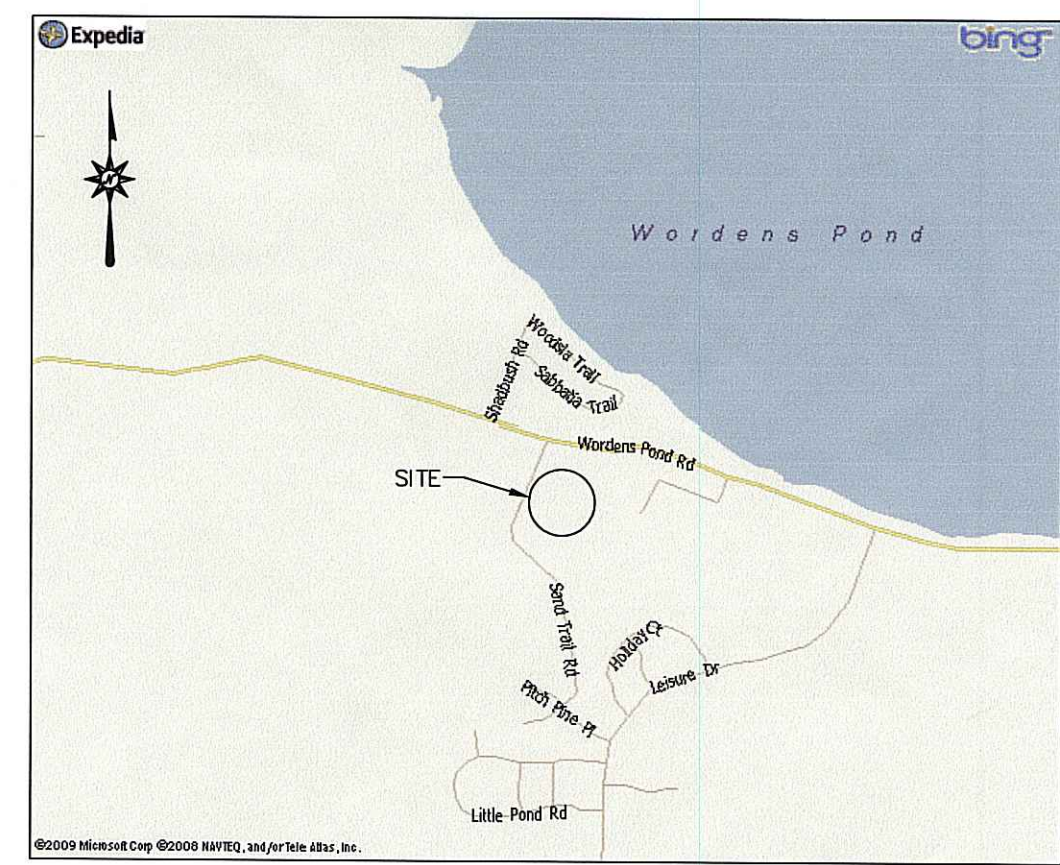 Expedia
bing
N
Wordens Pond
Woodsia Trail
Shadbush Rd
Sabbatia Trail
Wordens Pond Rd
SITE
Sand Trail Rd
Holiday Ct
Leisure Dr
Pitch Pine Pl
Little Pond Rd
©2009 Microsoft Corp ©2008 NAVTEQ, and/or Tele Atlas, Inc.